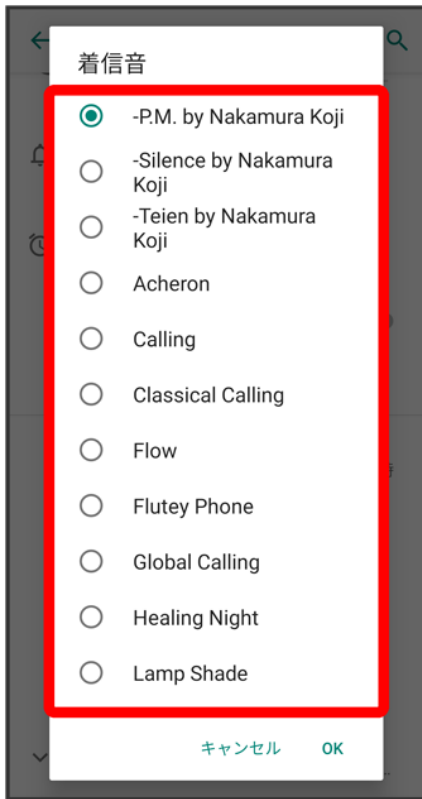 着信音
-P.M. by Nakamura Koji
-Silence by Nakamura
Koji
-Teien by Nakamura
Koji
Acheron
Calling
Classical Calling
Flow
Flutey Phone
Global Calling
Healing Night
Lamp Shade
キャンセル OK